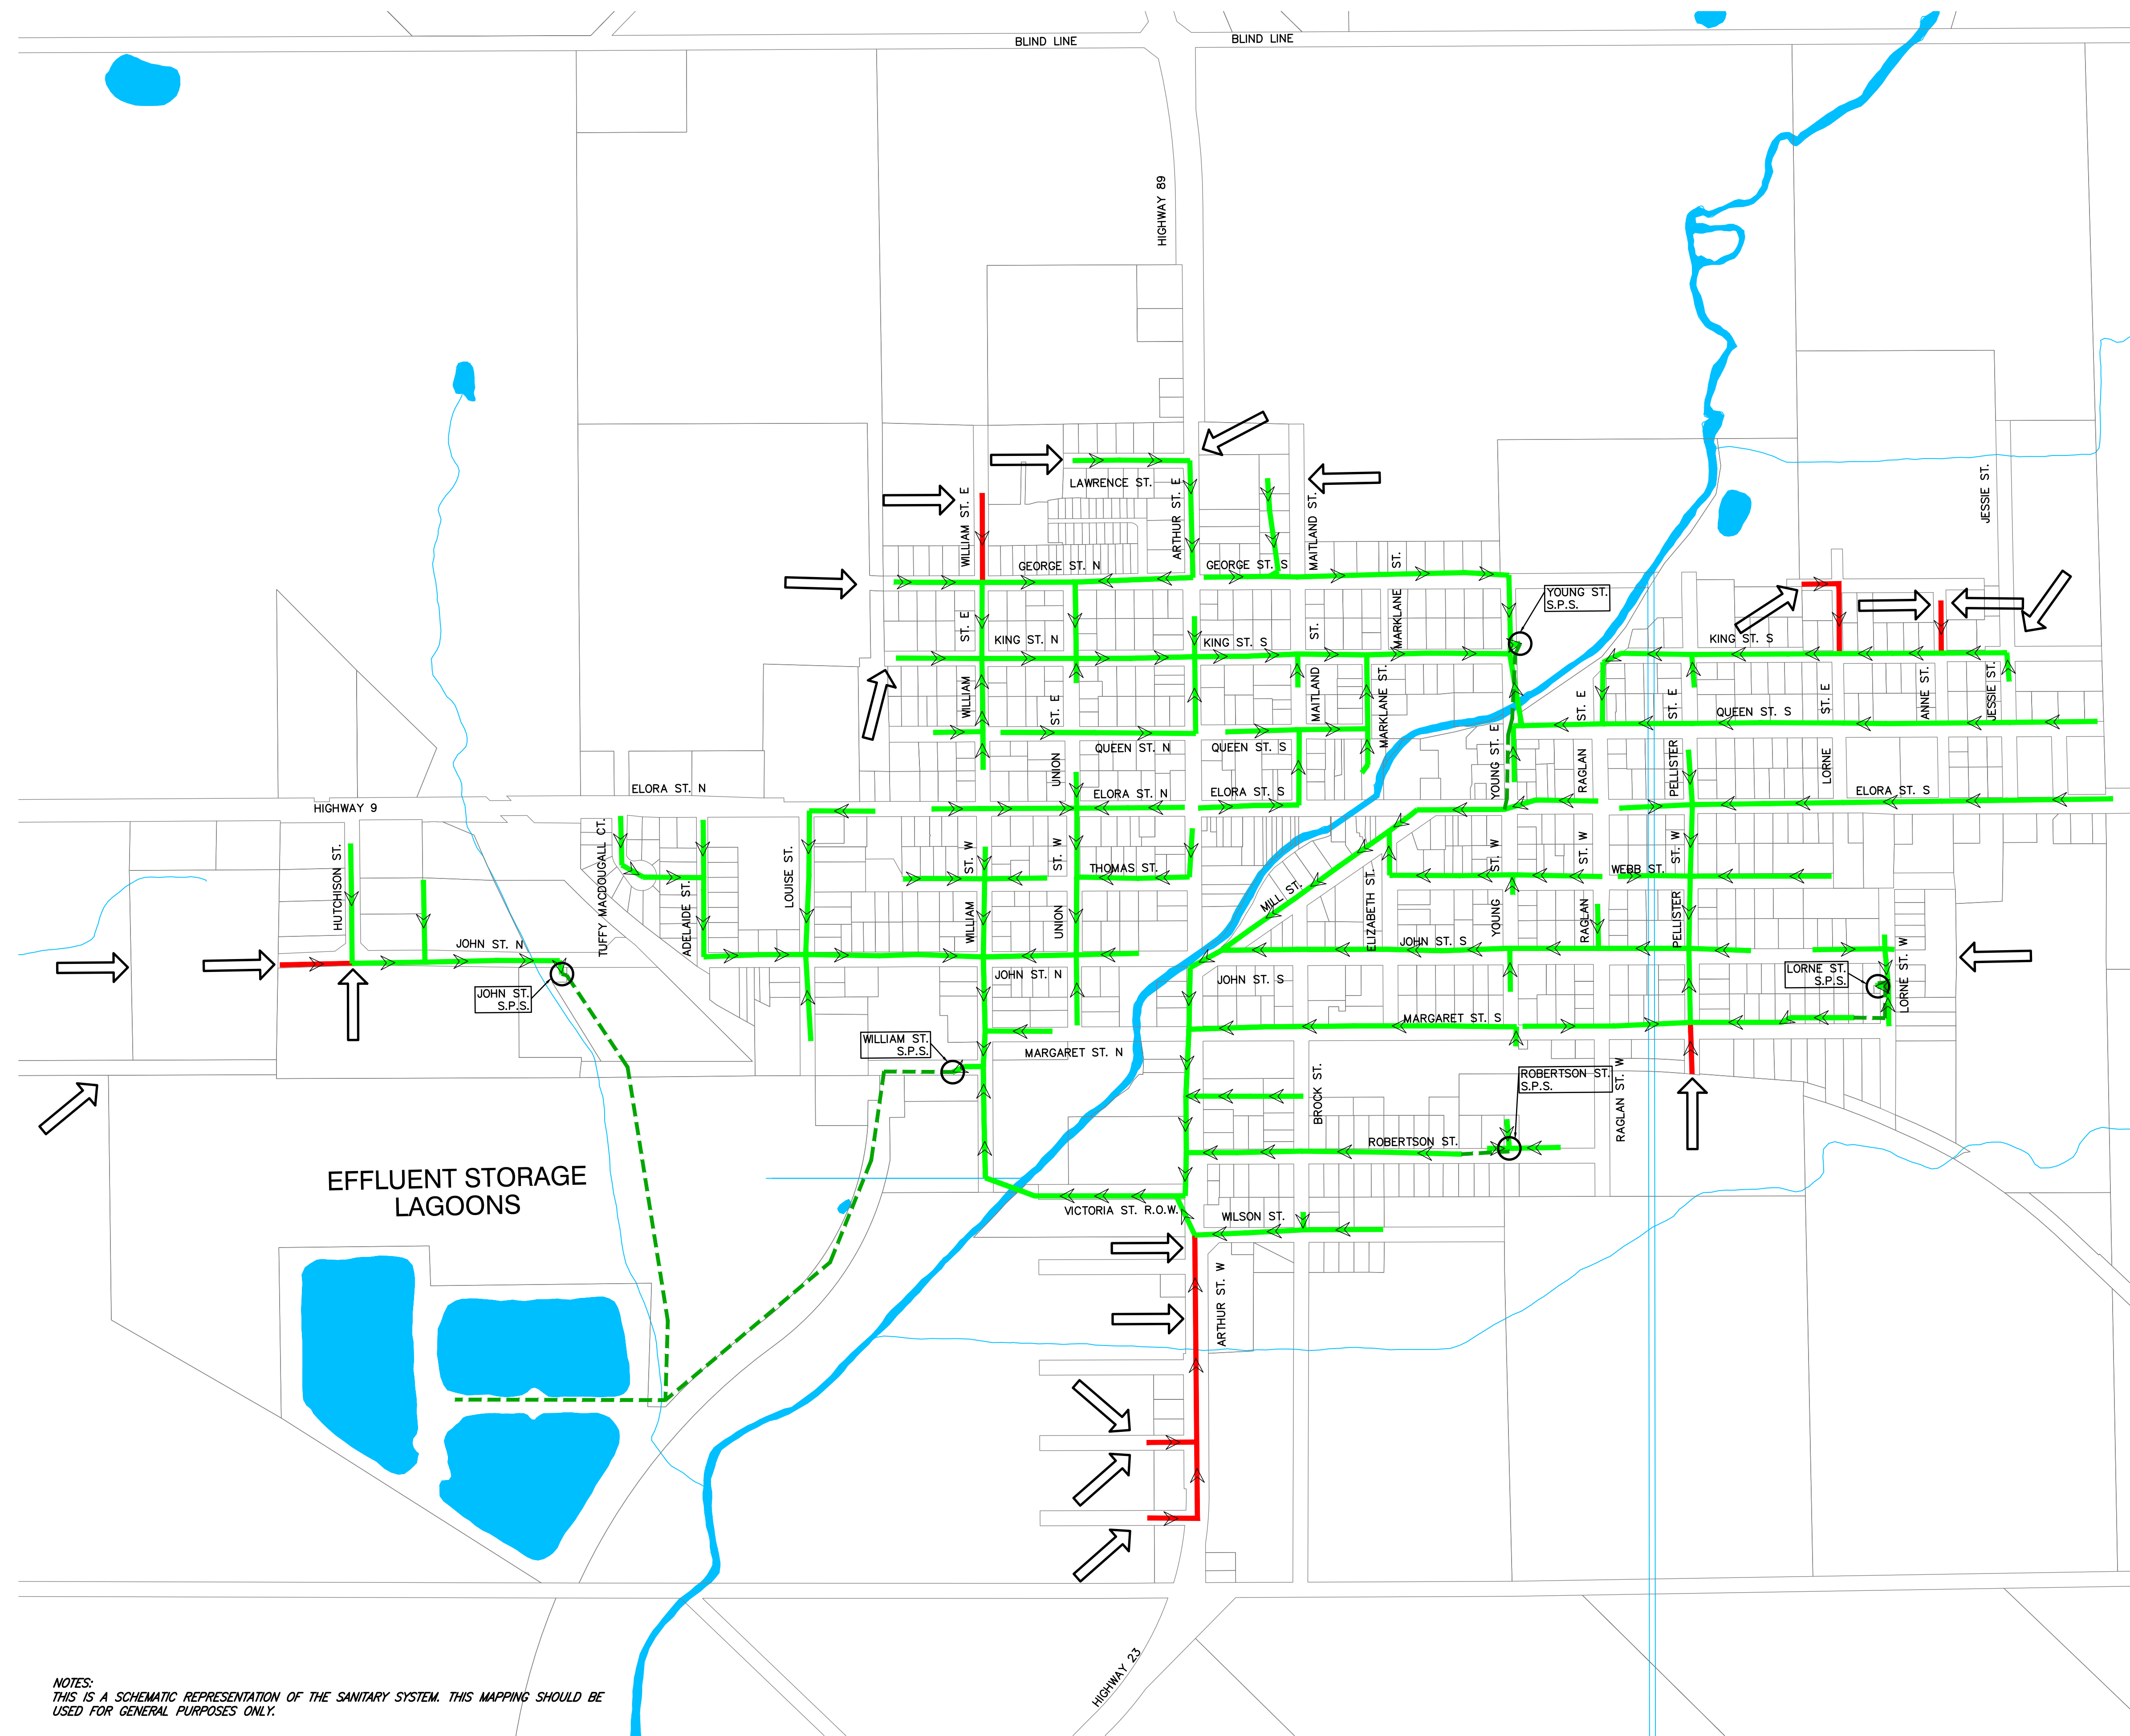 BLIND LINE
BLIND LINE
HIGHWAY 89
LAWRENCE ST.
WILLIAM ST. E
ARTHUR ST. E
MAITLAND ST.
JESSIE ST.
GEORGE ST. N
GEORGE ST. S
ST.
MARKLANE
YOUNG ST.
S.P.S.
ST. E
WILLIAM
KING ST. N
KING ST. S
ST.
MAITLAND
KING ST. S
ST. E
UNION
MARKLANE ST.
ST. E
RAGLAN
ST. E
PELLISTER
ST. E
LORNE
ANNE ST.
JESSIE ST.
QUEEN ST. S
QUEEN ST. N
QUEEN ST. S
YOUNG ST. E
ELORA ST. N
ELORA ST. N
ELORA ST. S
ELORA ST. S
HIGHWAY 9
HUTCHISON ST.
TUFFY MACDOUGALL CT.
ADELAIDE ST.
LOUISE ST.
ST. W
WILLIAM
ST. W
UNION
THOMAS ST.
MILL ST.
ELIZABETH ST.
ST. W
YOUNG
ST. W
RAGLAN
ST. W
PELLISTER
WEBB ST.
JOHN ST. N
JOHN ST. S
LORNE ST. W
JOHN ST. N
JOHN ST. S
LORNE ST.
S.P.S.
JOHN ST.
S.P.S.
MARGARET ST. S
WILLIAM ST.
S.P.S.
MARGARET ST. N
BROCK ST.
ROBERTSON ST.
S.P.S.
RAGLAN ST. W
ROBERTSON ST.
EFFLUENT STORAGE
LAGOONS
VICTORIA ST. R.O.W.
WILSON ST.
ARTHUR ST. W
HIGHWAY 23
NOTES:
THIS IS A SCHEMATIC REPRESENTATION OF THE SANITARY SYSTEM. THIS MAPPING SHOULD BE
USED FOR GENERAL PURPOSES ONLY.